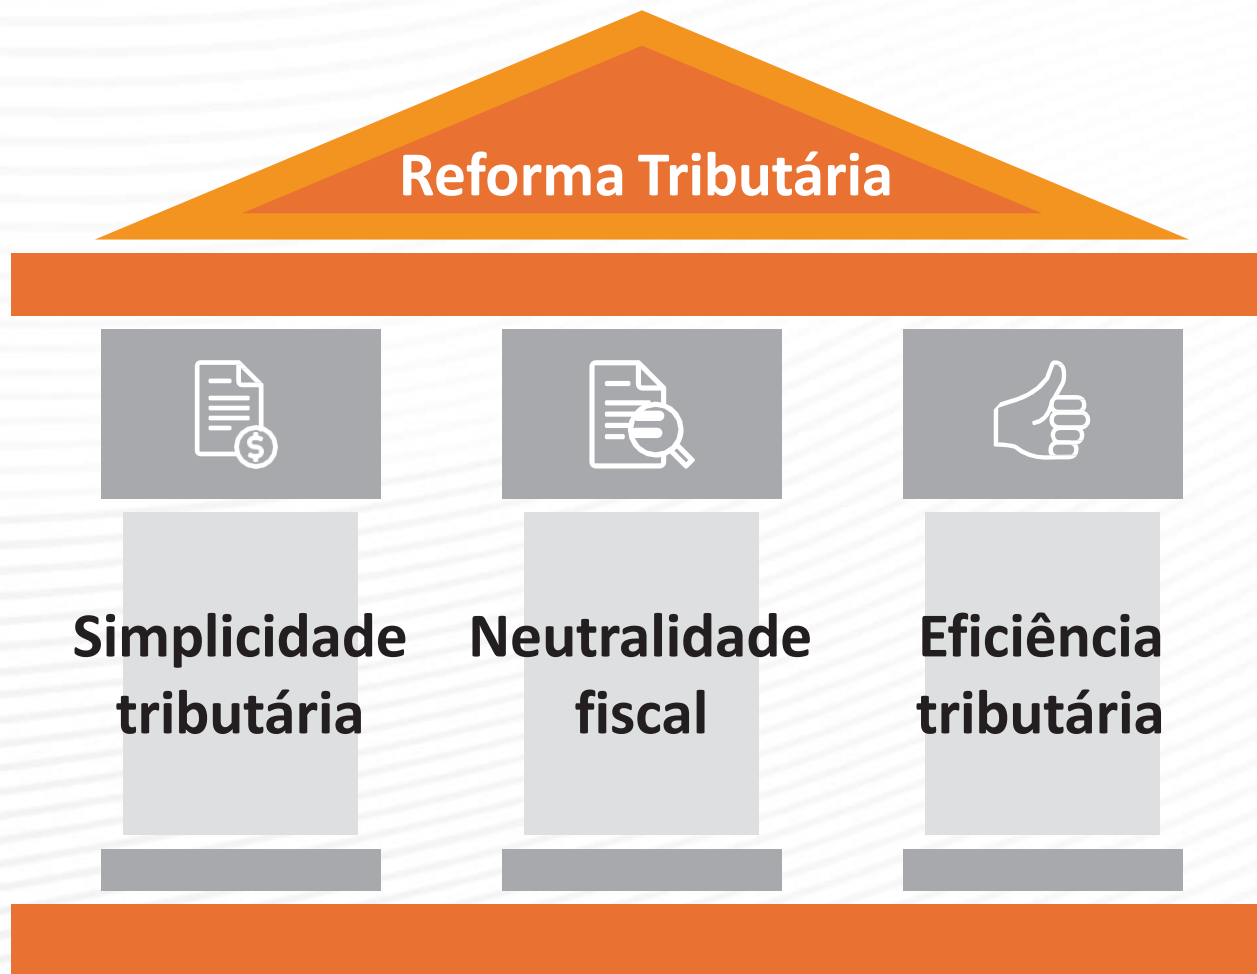 Reforma Tributária
Simplicidade
tributária
Neutralidade
fiscal
Eficiência
tributária